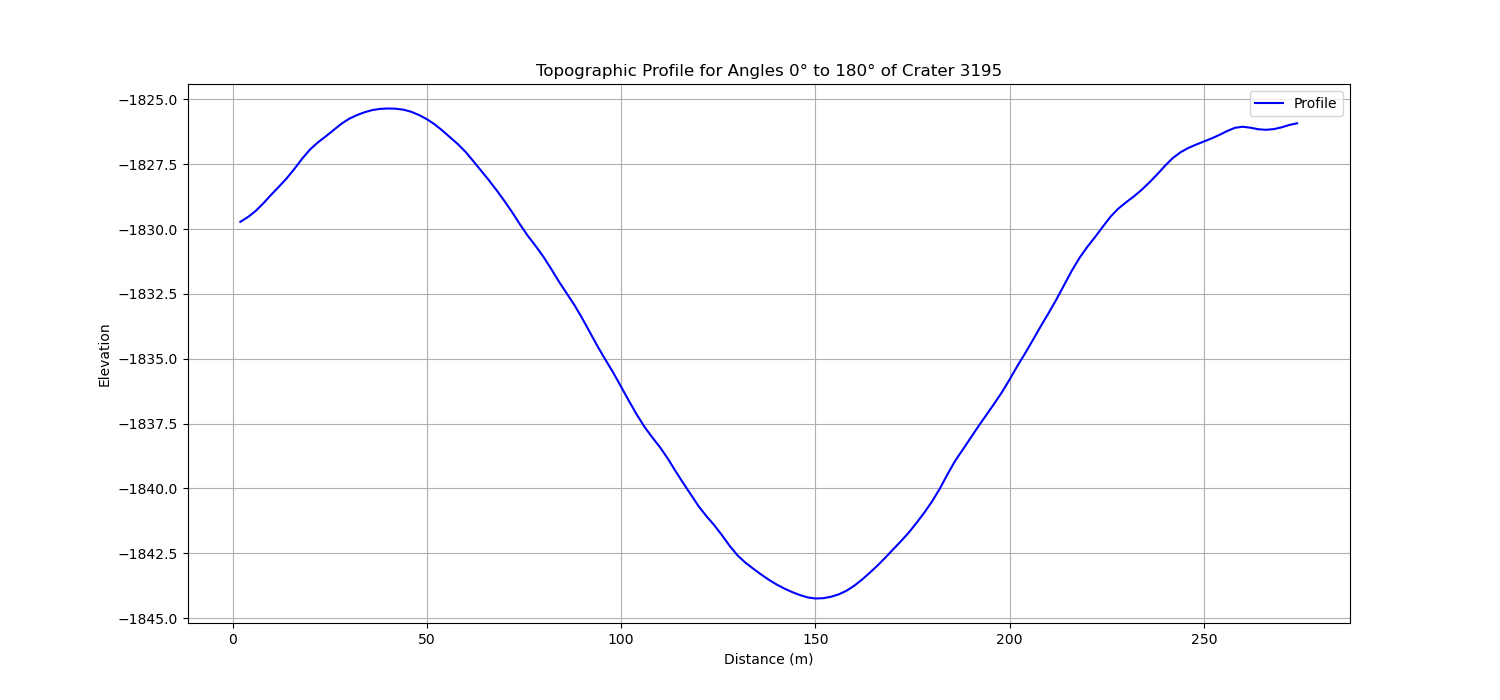 Topographic Profile for Angles 0° to 180° of Crater 3195
Profile
−1825.0
−1827.5
−1830.0
−1832.5
−1835.0
−1837.5
−1840.0
−1842.5
−1845.0
Elevation
0 50 100 150 200 250
Distance (m)